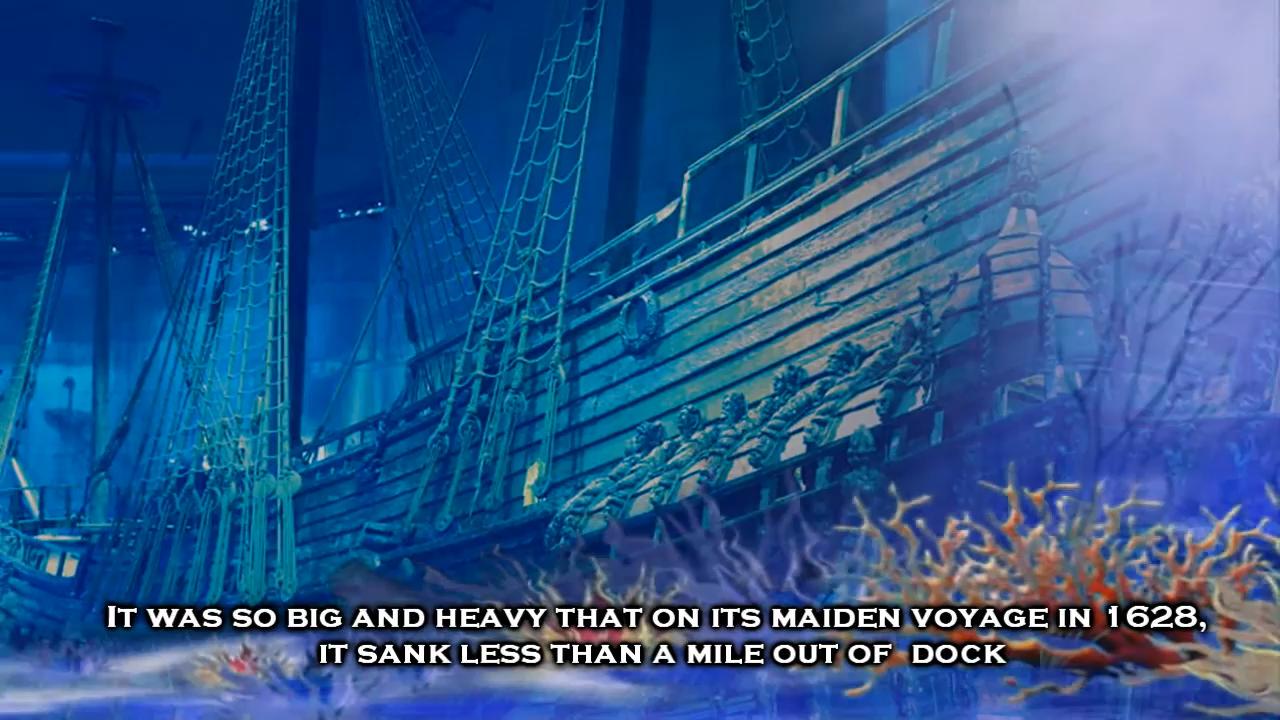 It was so big and heavy that on its maiden voyage in 1628,
it sank less than a mile out of dock